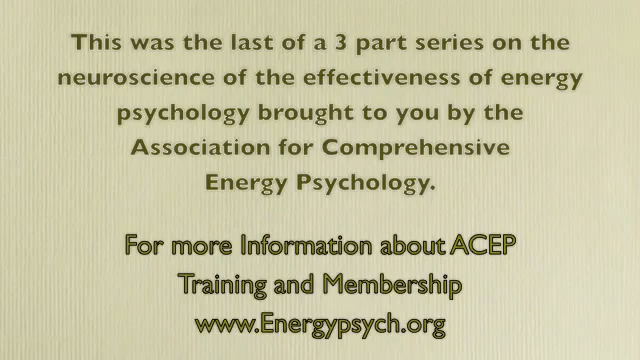 This was the last of a 3 part series on the
neuroscience of the effectiveness of energy
psychology brought to you by the
Association for Comprehensive
Energy Psychology.
For more Information about ACEP
Training and Membership
www.Energypsych.org